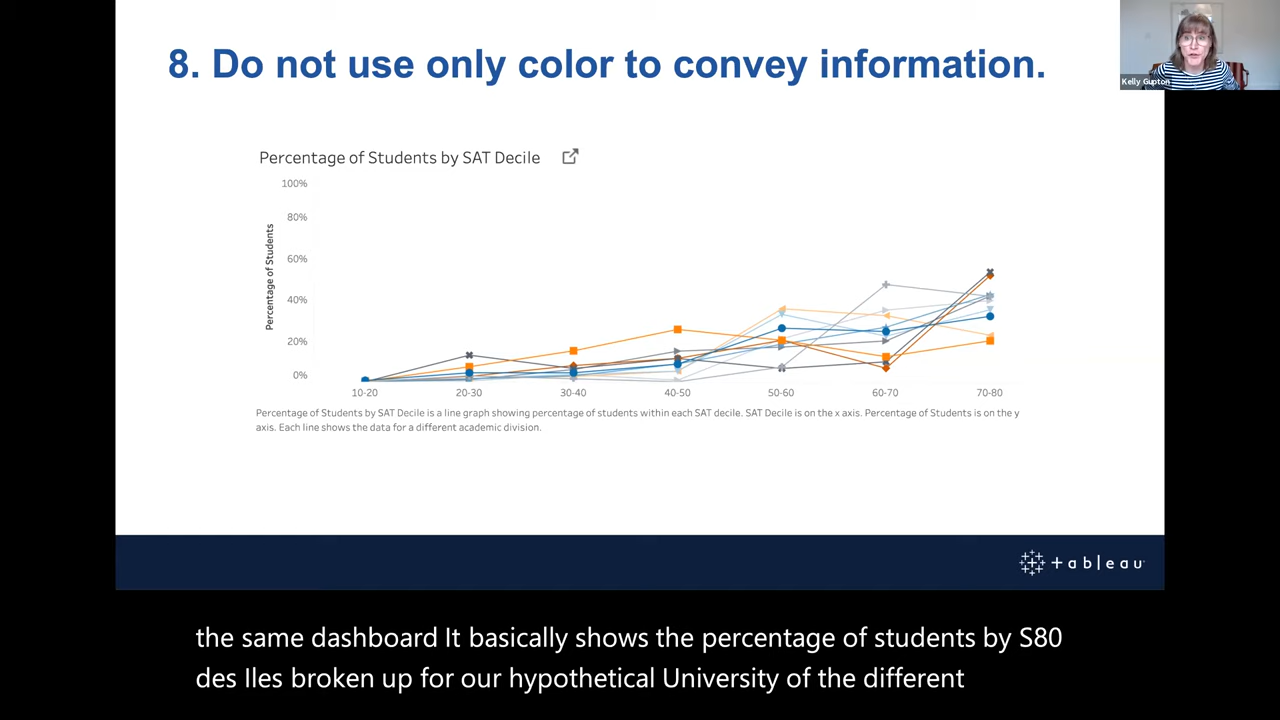 8. Do not use only color to convey information.
Kelly Gupton
Percentage of Students by SAT Decile
100%
80%
60%
40%
20%
0%
Percentage of Students
10-20 20-30 30-40 40-50 50-60 60-70 70-80
Percentage of Students by SAT Decile is a line graph showing percentage of students within each SAT decile. SAT Decile is on the x axis. Percentage of Students is on the y
axis. Each line shows the data for a different academic division.
+ableau
the same dashboard It basically shows the percentage of students by S80
des Iles broken up for our hypothetical University of the different